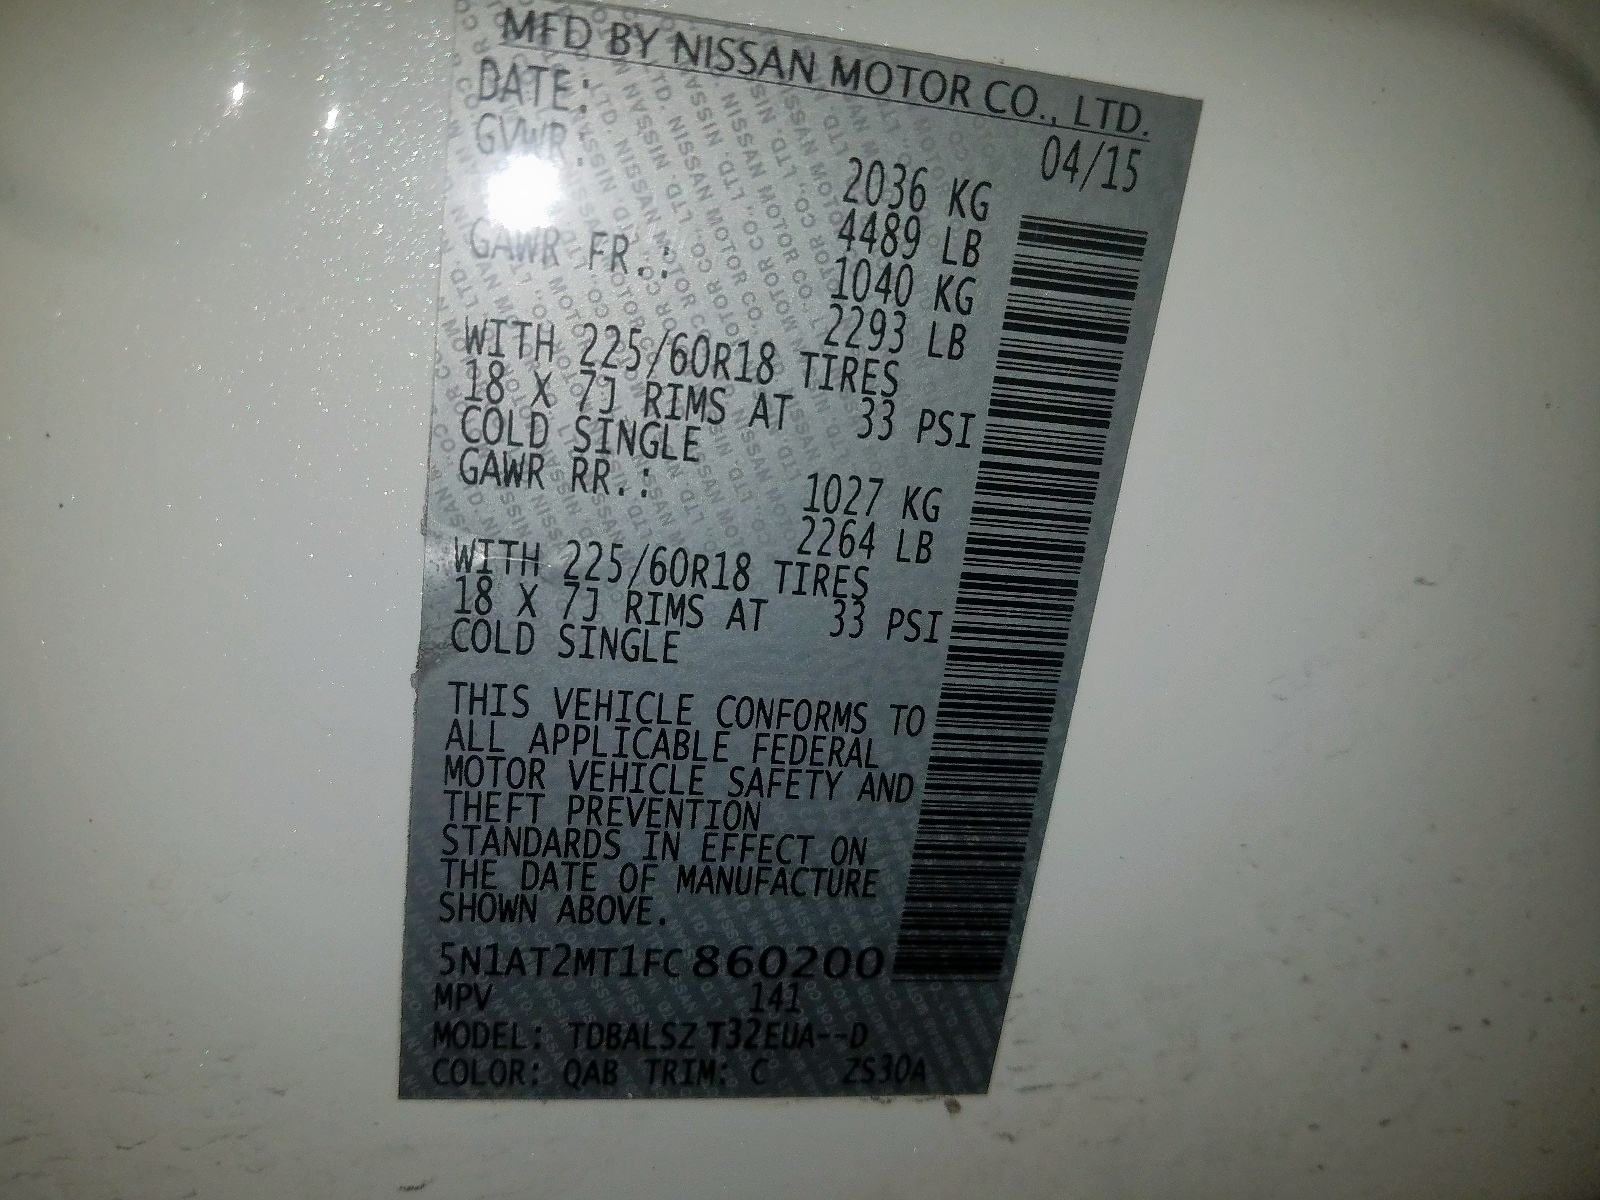 MFD BY NISSAN MOTOR CO., LTD.
DATE: 04/15
GVWR: 2036 KG
4489 LB
GAWR FR.: 1040 KG
2293 LB
WITH 225/60R18 TIRES
18 X 7J RIMS AT 33 PSI
COLD SINGLE
GAWR RR.: 1027 KG
2264 LB
WITH 225/60R18 TIRES
18 X 7J RIMS AT 33 PSI
COLD SINGLE
THIS VEHICLE CONFORMS TO
ALL APPLICABLE FEDERAL
MOTOR VEHICLE SAFETY AND
THEFT PREVENTION
STANDARDS IN EFFECT ON
THE DATE OF MANUFACTURE
SHOWN ABOVE.
5N1AT2MT1FC860200
MPV 141
MODEL: TDBALSZ T32EUA--D
COLOR: QAB TRIM: C ZS30A